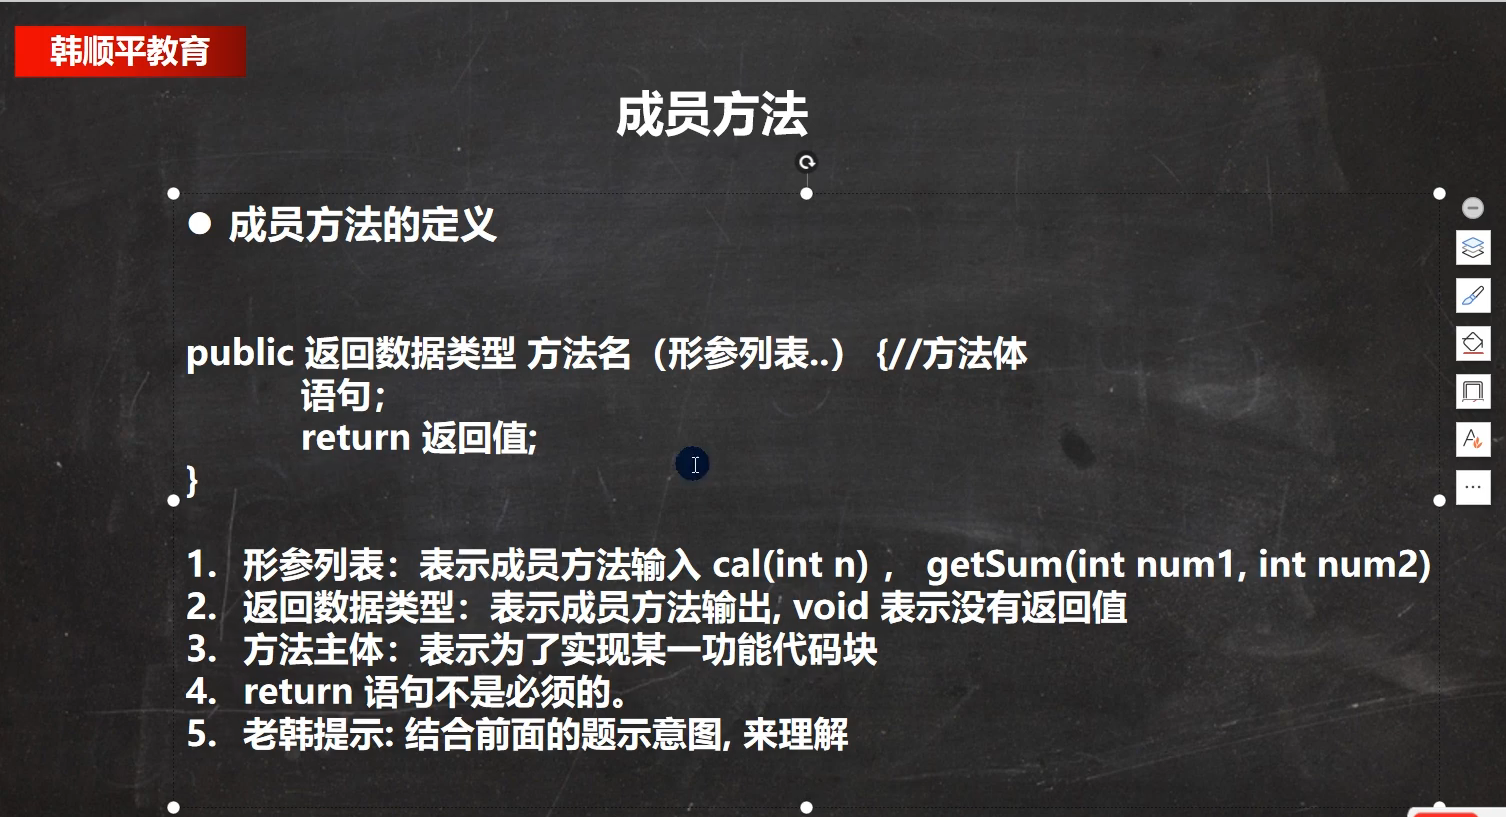 韩顺平教育
成员方法
● 成员方法的定义
public 返回数据类型 方法名（形参列表..） {//方法体
语句；
return 返回值;
}
1. 形参列表：表示成员方法输入 cal(int n) ， getSum(int num1, int num2)
2. 返回数据类型：表示成员方法输出, void 表示没有返回值
3. 方法主体：表示为了实现某一功能代码块
4. return 语句不是必须的。
5. 老韩提示: 结合前面的题示意图, 来理解